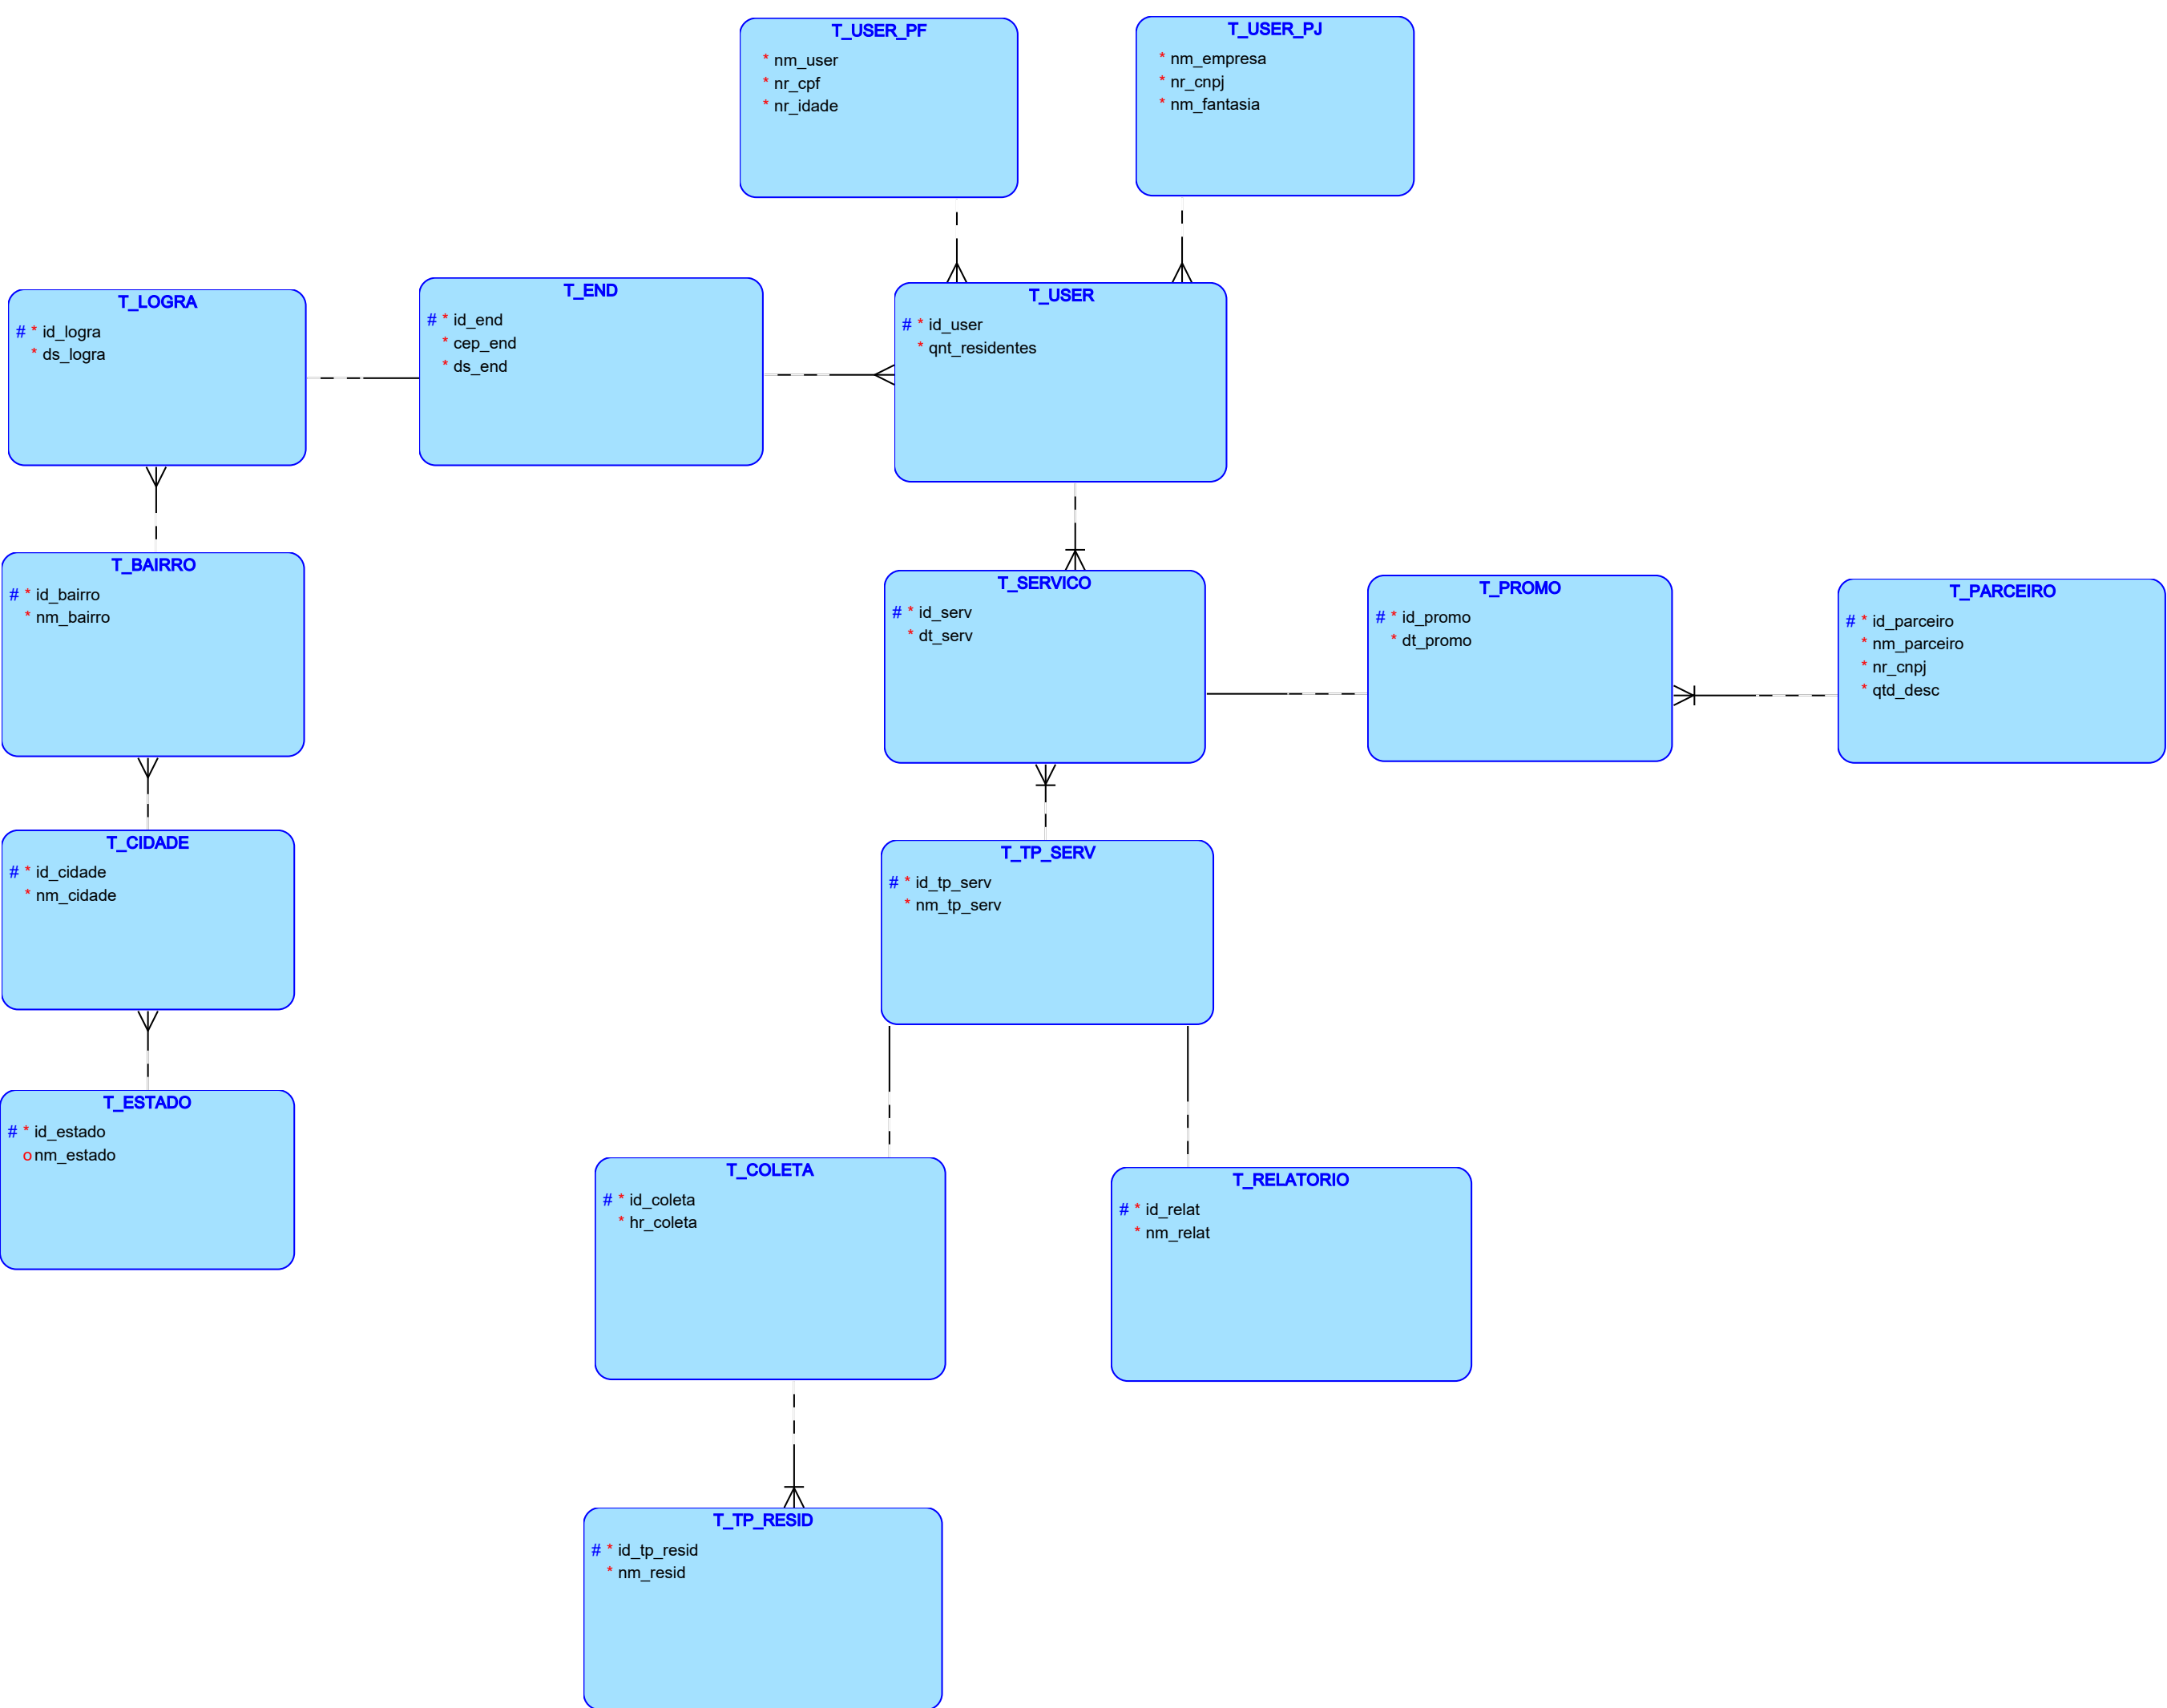 T_USER_PF
* nm_user
* nr_cpf
* nr_idade
T_USER_PJ
* nm_empresa
* nr_cnpj
* nm_fantasia
T_LOGRA
# * id_logra
* ds_logra
T_END
# * id_end
* cep_end
* ds_end
T_USER
# * id_user
* qnt_residentes
T_BAIRRO
# * id_bairro
* nm_bairro
T_SERVICO
# * id_serv
* dt_serv
T_PROMO
# * id_promo
* dt_promo
T_PARCEIRO
# * id_parceiro
* nm_parceiro
* nr_cnpj
* qtd_desc
T_CIDADE
# * id_cidade
* nm_cidade
T_TP_SERV
# * id_tp_serv
* nm_tp_serv
T_ESTADO
# * id_estado
o nm_estado
T_COLETA
# * id_coleta
* hr_coleta
T_RELATORIO
# * id_relat
* nm_relat
T_TP_RESID
# * id_tp_resid
* nm_resid